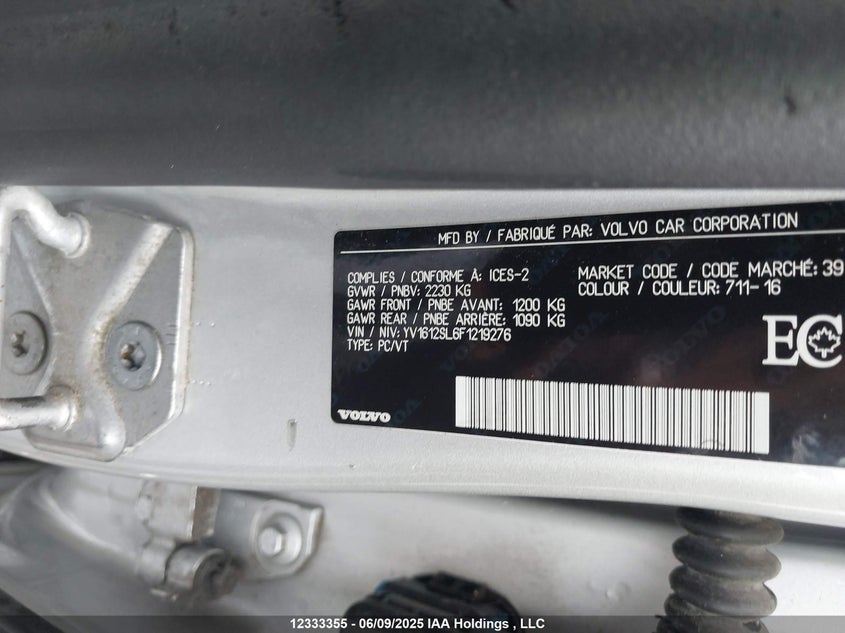 MFD BY / FABRIQUÉ PAR: VOLVO CAR CORPORATION
COMPLIES / CONFORME À: ICES-2
GVWR / PNBV: 2230 KG
GAWR FRONT / PNBE AVANT: 1200 KG
GAWR REAR / PNBE ARRIÈRE: 1090 KG
VIN / NIV: YV1612SL6F1219276
TYPE: PC/VT
MARKET CODE / CODE MARCHÉ: 39
COLOUR / COULEUR: 711-16
EC
VOLVO
12333355 - 06/09/2025 IAA Holdings , LLC